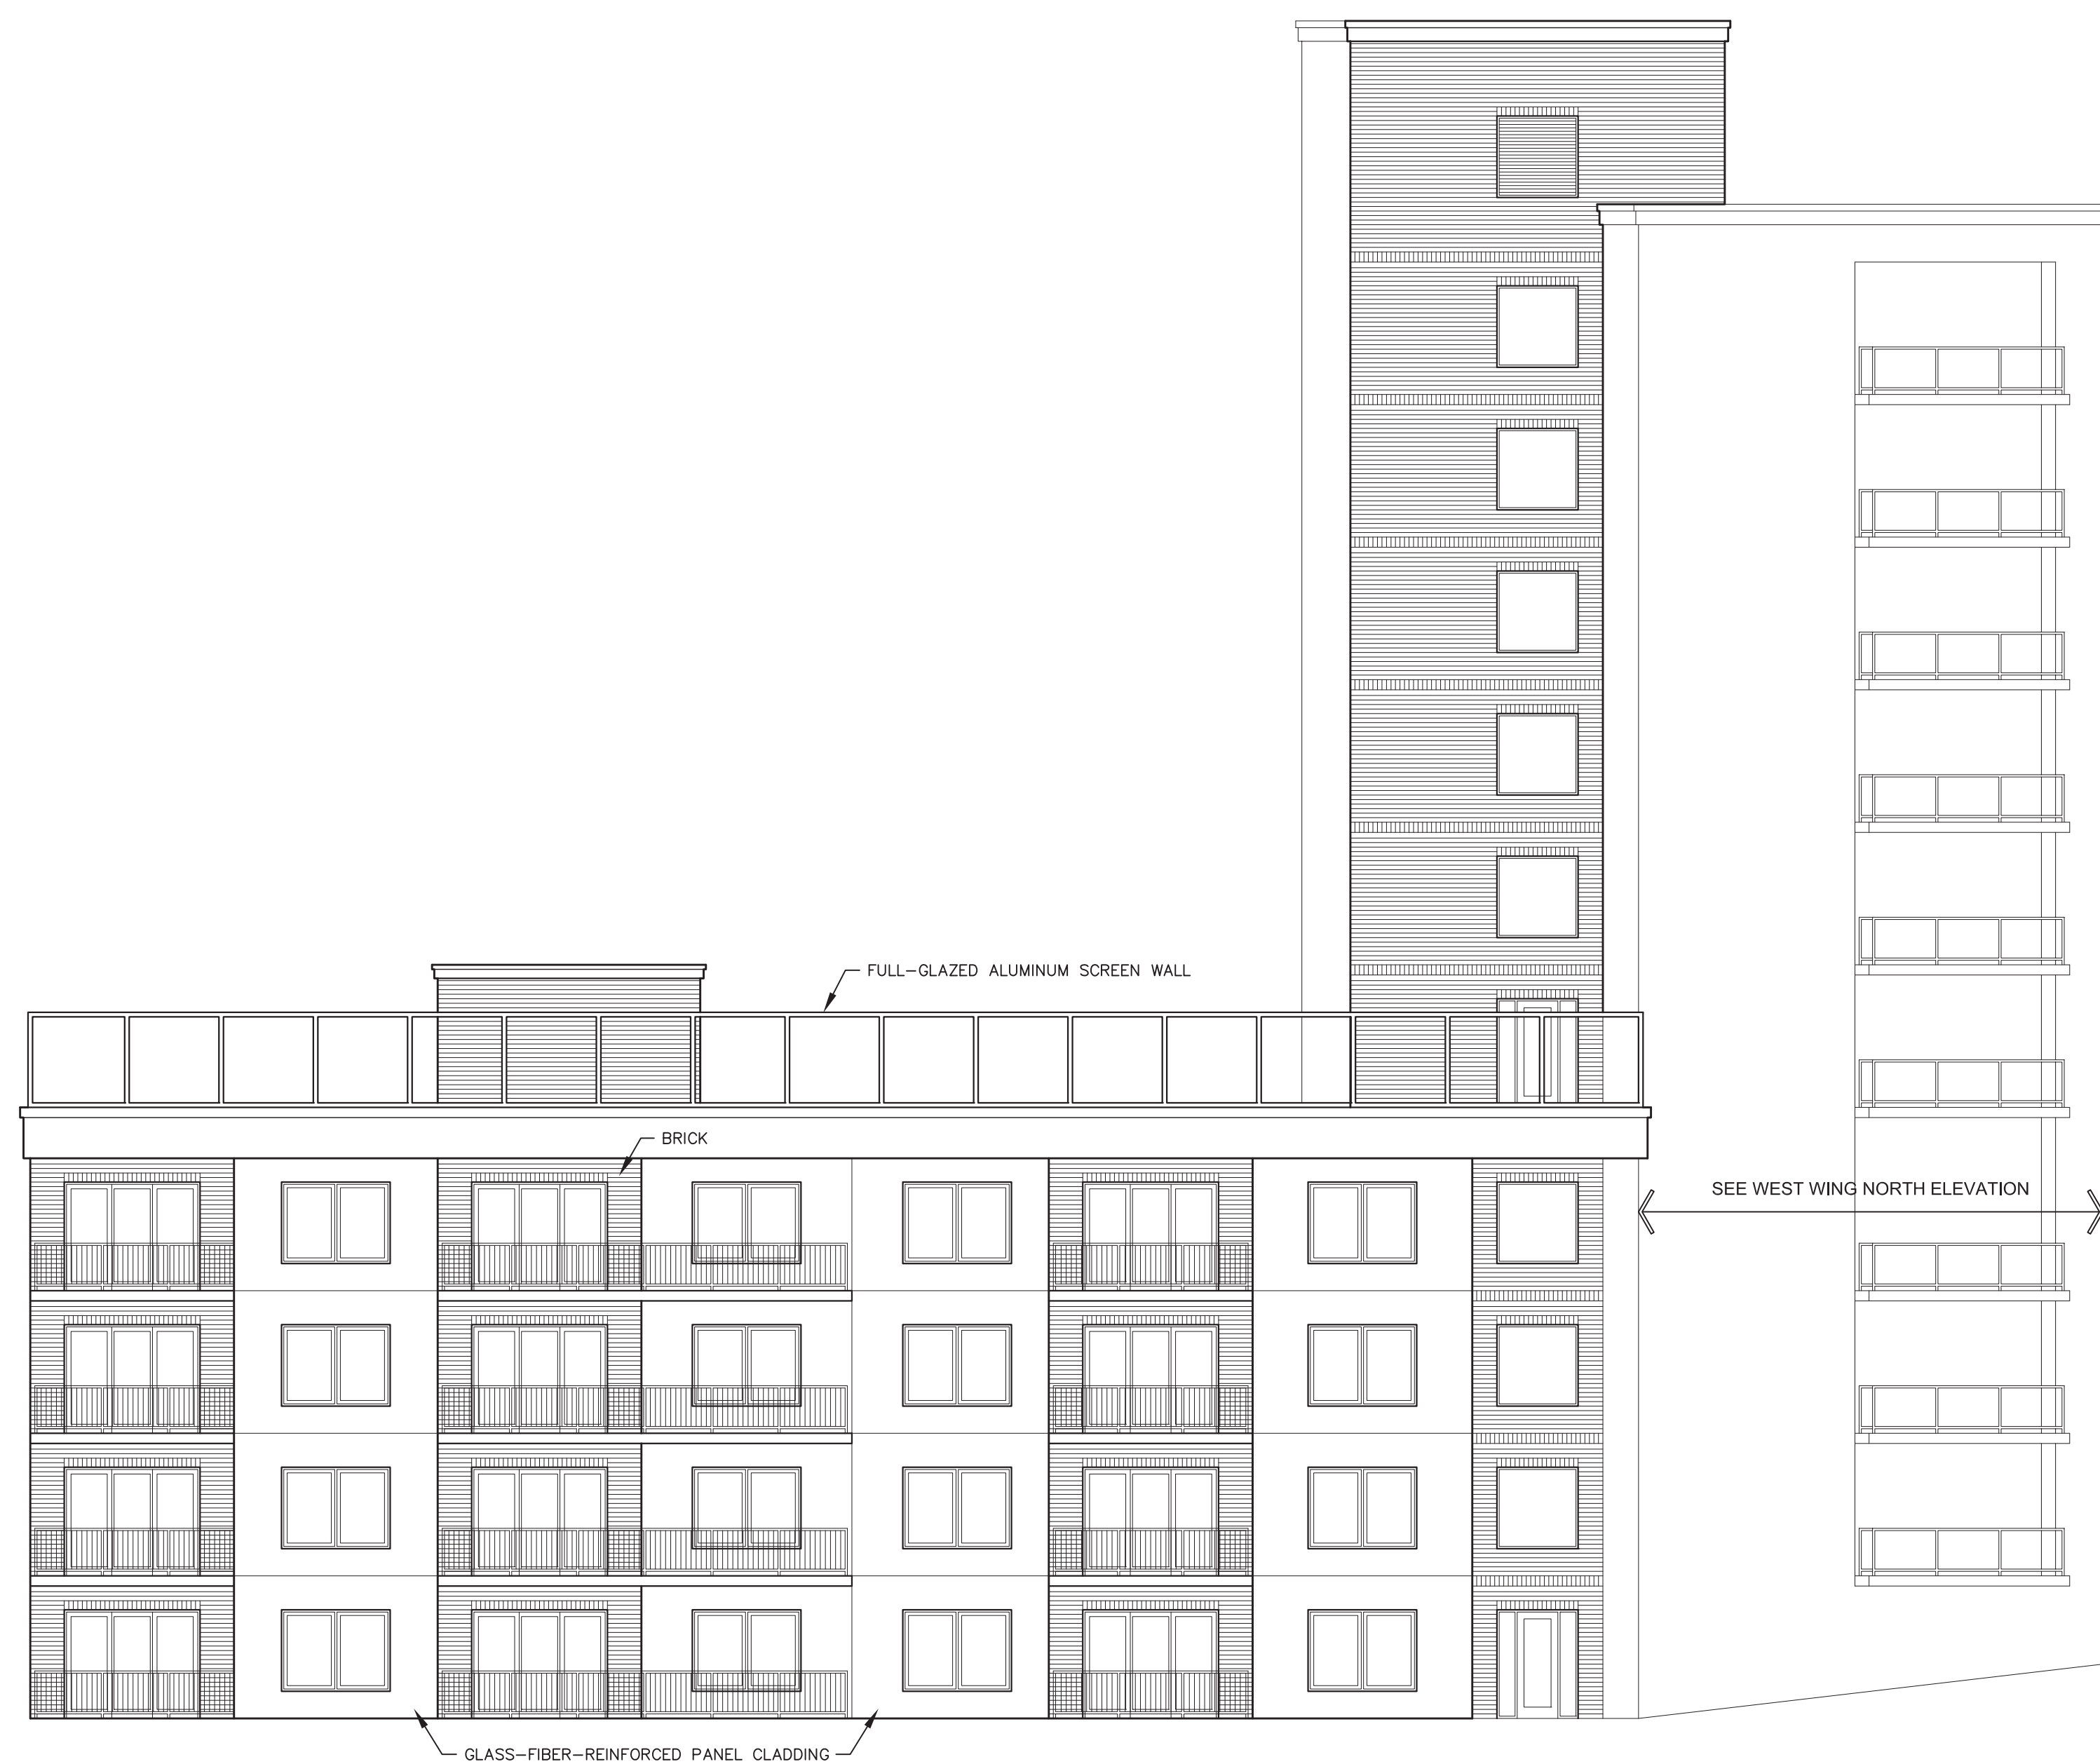 FULL-GLAZED ALUMINUM SCREEN WALL
BRICK
SEE WEST WING NORTH ELEVATION
GLASS-FIBER-REINFORCED PANEL CLADDING